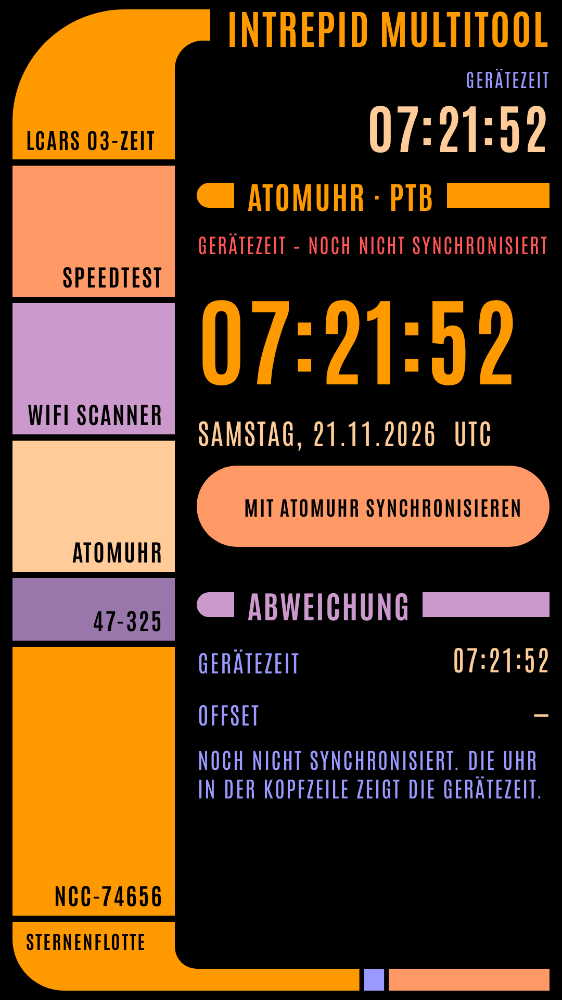 INTREPID MULTITOOL
GERÄTEZEIT
07:21:52
LCARS 03-ZEIT
SPEEDTEST
WIFI SCANNER
ATOMUHR
47-325
NCC-74656
STERNENFLOTTE
ATOMUHR · PTB
GERÄTEZEIT – NOCH NICHT SYNCHRONISIERT
07:21:52
SAMSTAG, 21.11.2026 UTC
MIT ATOMUHR SYNCHRONISIEREN
ABWEICHUNG
GERÄTEZEIT 07:21:52
OFFSET –
NOCH NICHT SYNCHRONISIERT. DIE UHR
IN DER KOPFZEILE ZEIGT DIE GERÄTEZEIT.